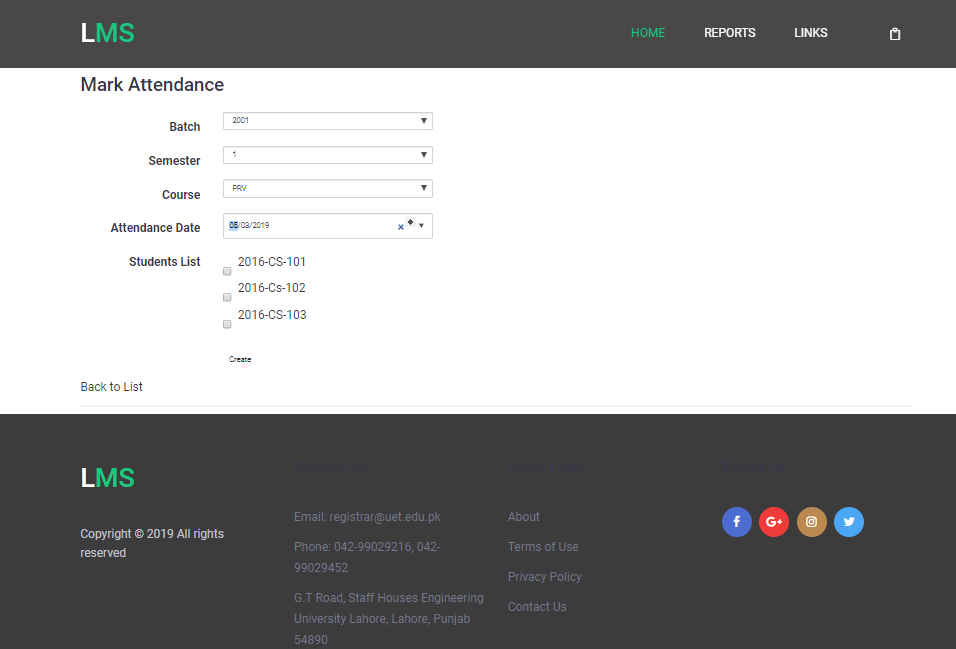 LMS
HOME REPORTS LINKS
Mark Attendance
Batch 2001
Semester 1
Course PRV
Attendance Date 05/03/2019
Students List 2016-CS-101
2016-Cs-102
2016-CS-103
Create
Back to List
LMS
Copyright © 2019 All rights
reserved
Contact Us
Email: registrar@uet.edu.pk
Phone: 042-99029216, 042-
99029452
G.T Road, Staff Houses Engineering
University Lahore, Lahore, Punjab
54890
Quick Links
About
Terms of Use
Privacy Policy
Contact Us
Follow Us
f
G+